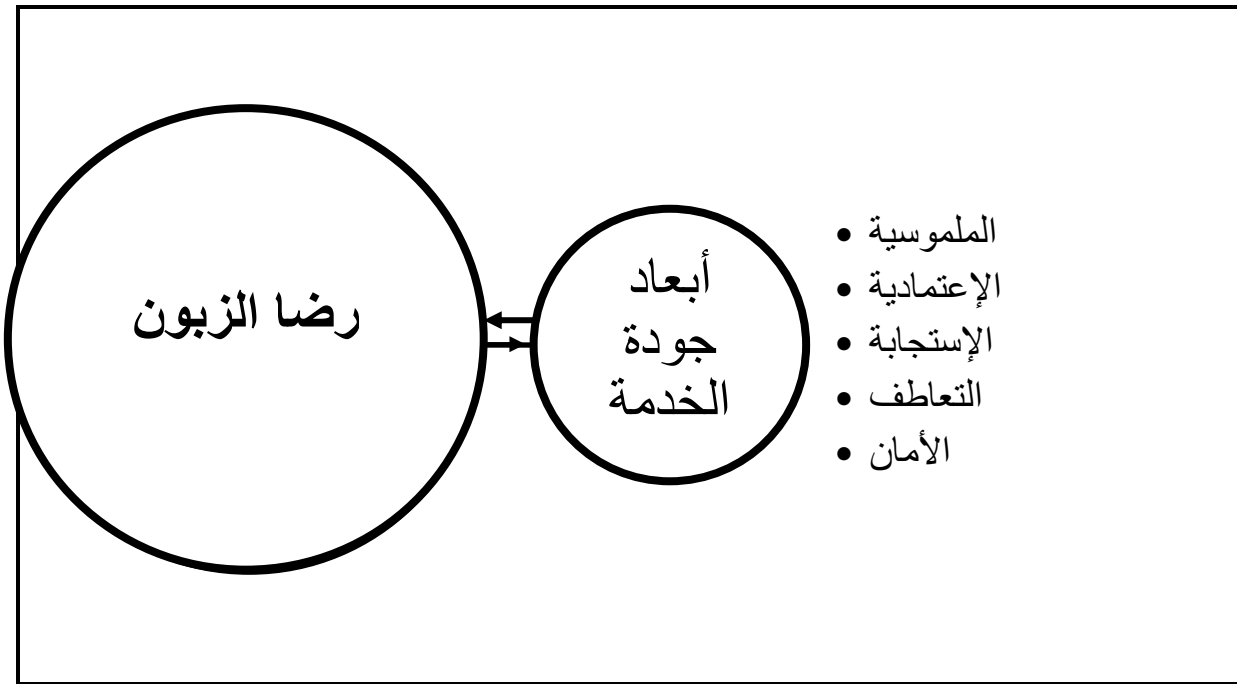 رضا الزبون
أبعاد
جودة
الخدمة
• الملموسية
• الإعتمادية
• الإستجابة
• التعاطف
• الأمان